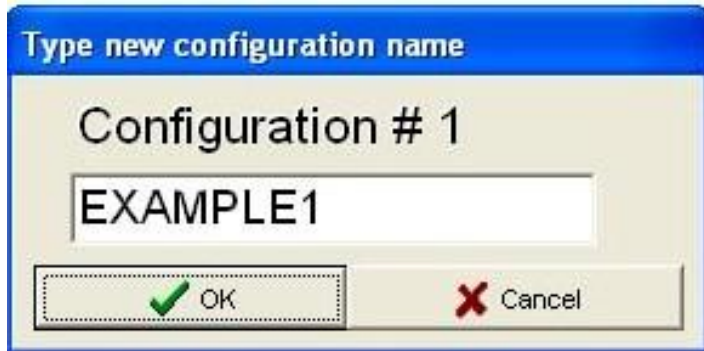 Type new configuration name
Configuration # 1
EXAMPLE1
OK
Cancel